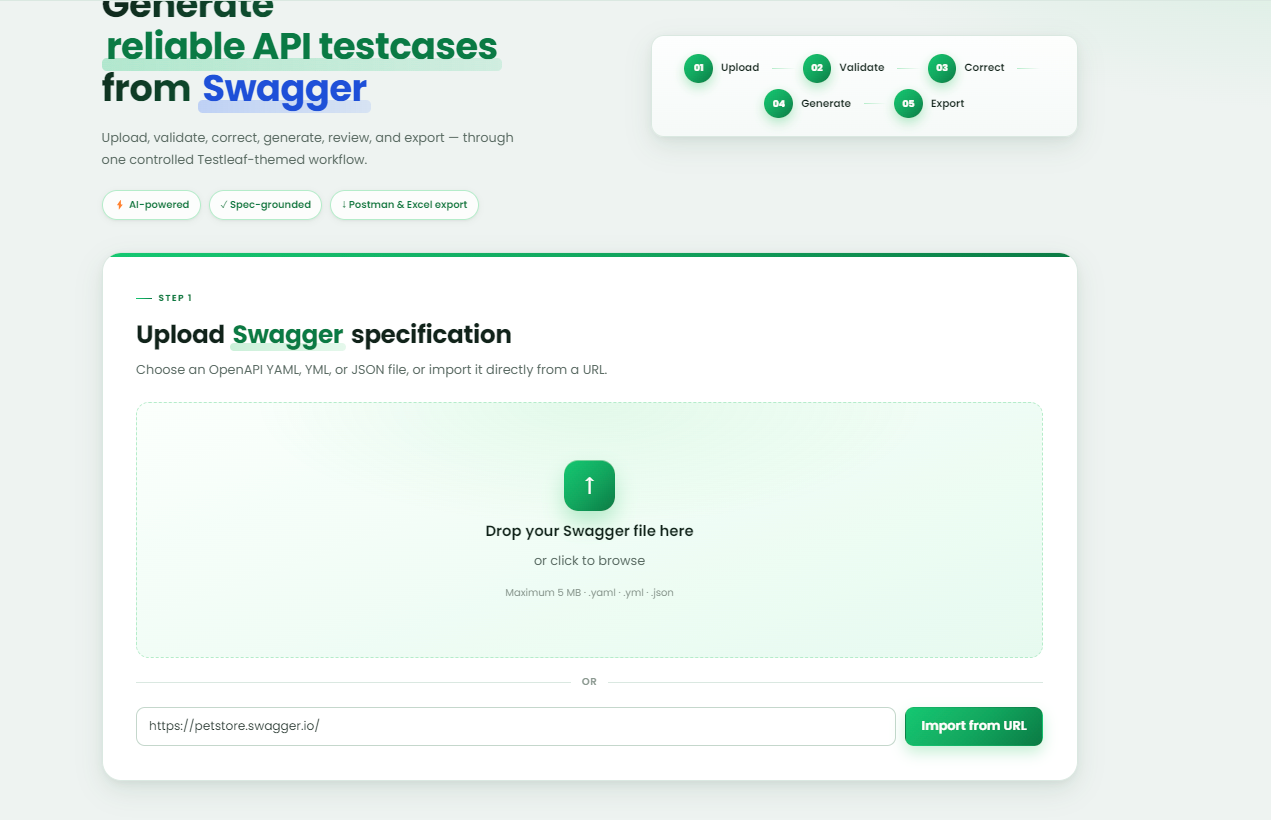 Generate
reliable API testcases
from Swagger
Upload, validate, correct, generate, review, and export — through
one controlled Testleaf-themed workflow.
AI-powered
✓ Spec-grounded
↓ Postman & Excel export
01 Upload
02 Validate
03 Correct
04 Generate
05 Export
STEP 1
Upload Swagger specification
Choose an OpenAPI YAML, YML, or JSON file, or import it directly from a URL.
↑
Drop your Swagger file here
or click to browse
Maximum 5 MB · .yaml · .yml · .json
OR
https://petstore.swagger.io/
Import from URL